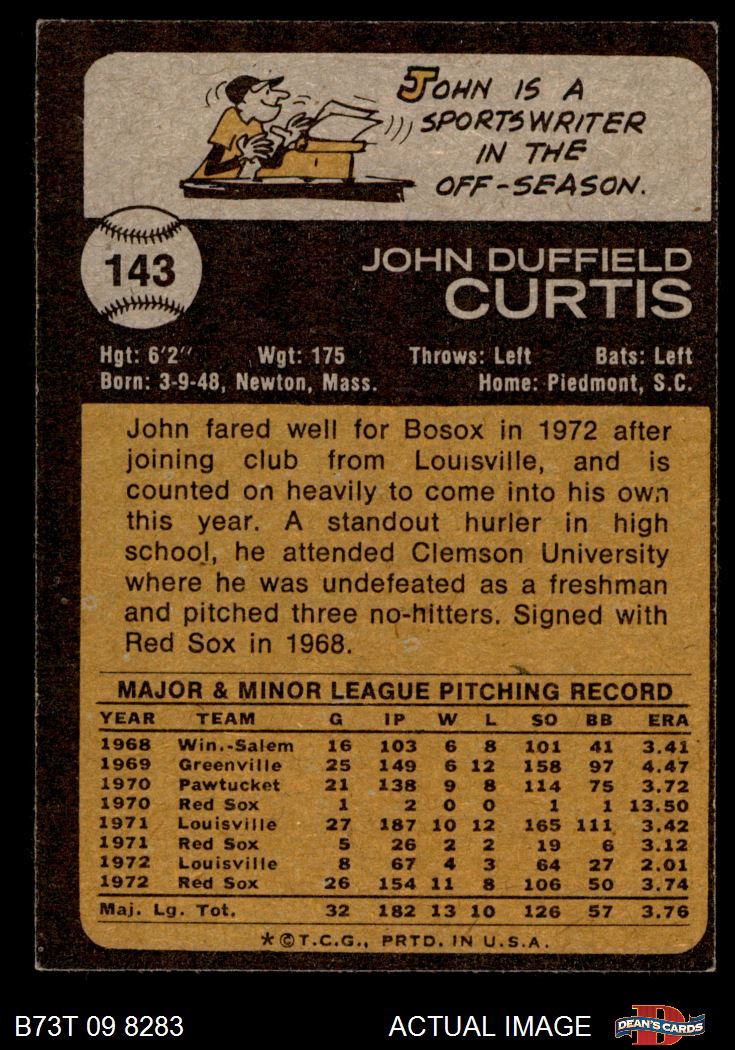 JOHN IS A
SPORTSWRITER
IN THE
OFF-SEASON.
143
JOHN DUFFIELD
CURTIS
Hgt: 6'2" Wgt: 175 Throws: Left Bats: Left
Born: 3-9-48, Newton, Mass. Home: Piedmont, S.C.
John fared well for Bosox in 1972 after
joining club from Louisville, and is
counted on heavily to come into his own
this year. A standout hurler in high
school, he attended Clemson University
where he was undefeated as a freshman
and pitched three no-hitters. Signed with
Red Sox in 1968.
MAJOR & MINOR LEAGUE PITCHING RECORD
YEAR TEAM G IP W L SO BB ERA
1968 Win.-Salem 16 103 6 8 101 41 3.41
1969 Greenville 25 149 6 12 158 97 4.47
1970 Pawtucket 21 138 9 8 114 75 3.72
1970 Red Sox 1 2 0 0 1 1 13.50
1971 Louisville 27 187 10 12 165 111 3.42
1971 Red Sox 5 26 2 2 19 6 3.12
1972 Louisville 8 67 4 3 64 27 2.01
1972 Red Sox 26 154 11 8 106 50 3.74
Maj. Lg. Tot. 32 182 13 10 126 57 3.76
*©T.C.G., PRTD. IN U.S.A.
B73T 09 8283 ACTUAL IMAGE DEAN'S CARDS